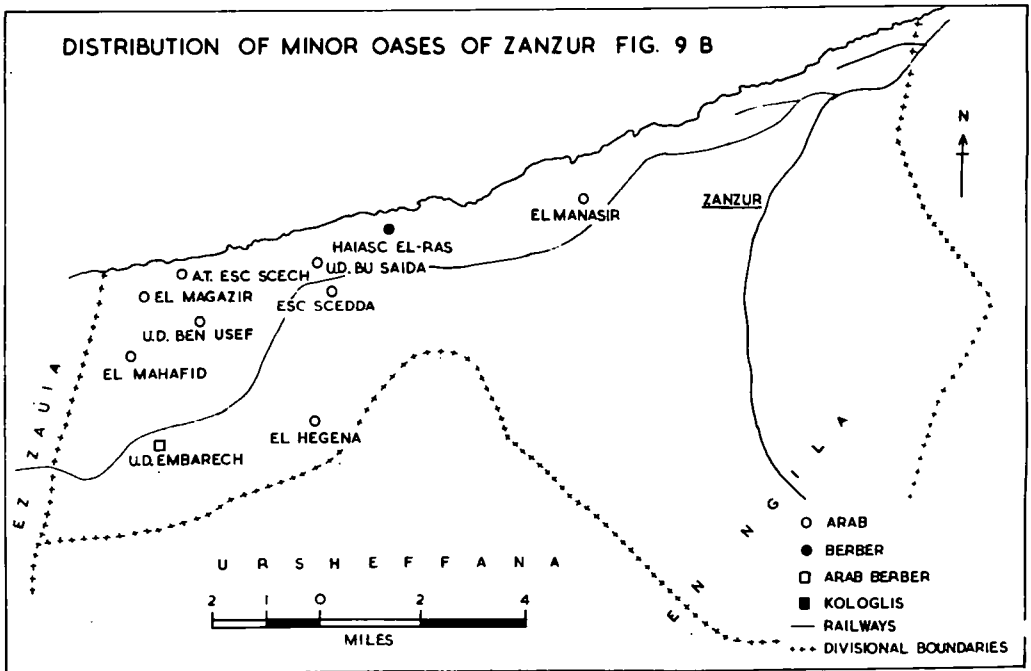 DISTRIBUTION OF MINOR OASES OF ZANZUR FIG. 9 B
N
EL MANASIR
ZANZUR
HAIASC EL-RAS
U.D. BU SAIDA
A.T. ESC SCECH
EL MAGAZIR
ESC SCEDDA
U.D. BEN USEF
EL MAHAFID
EZ ZAUIA
EL HEGENA
U.D. EMBARECH
EN NGILA
URSHEFFANA
2 1 0 2 4
MILES
ARAB
BERBER
ARAB BERBER
KOLOGLIS
RAILWAYS
DIVISIONAL BOUNDARIES